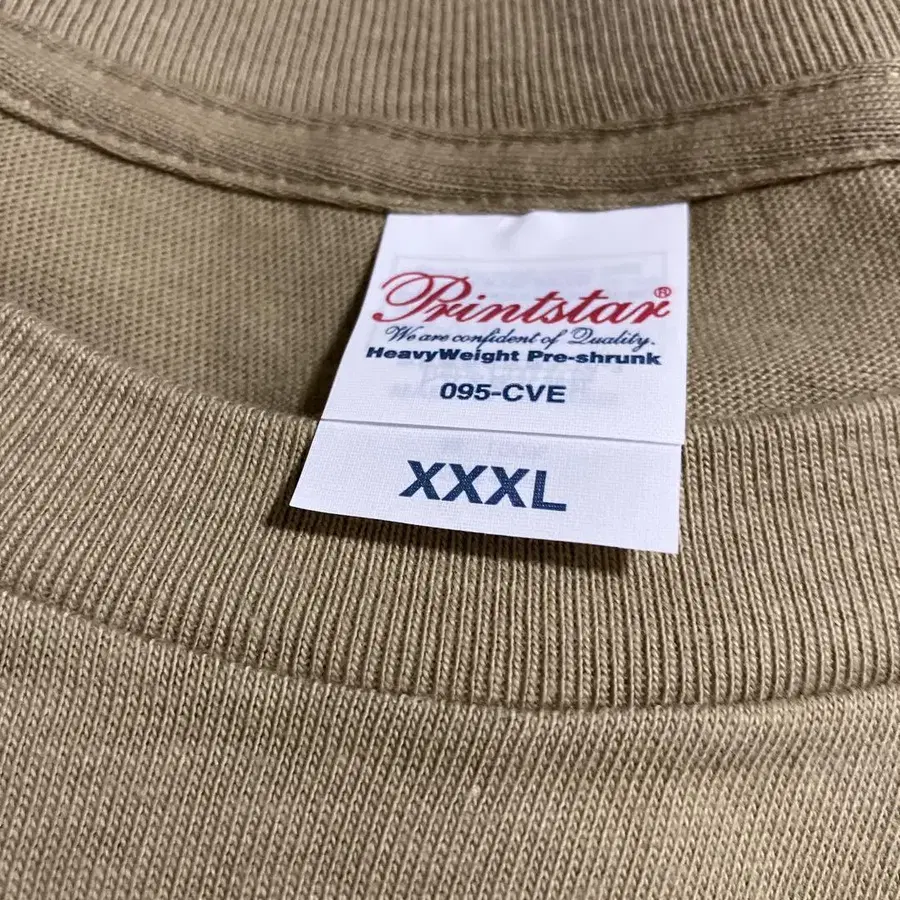 Printstar®
We are confident of Quality.
HeavyWeight Pre-shrunk
095-CVE
XXXL